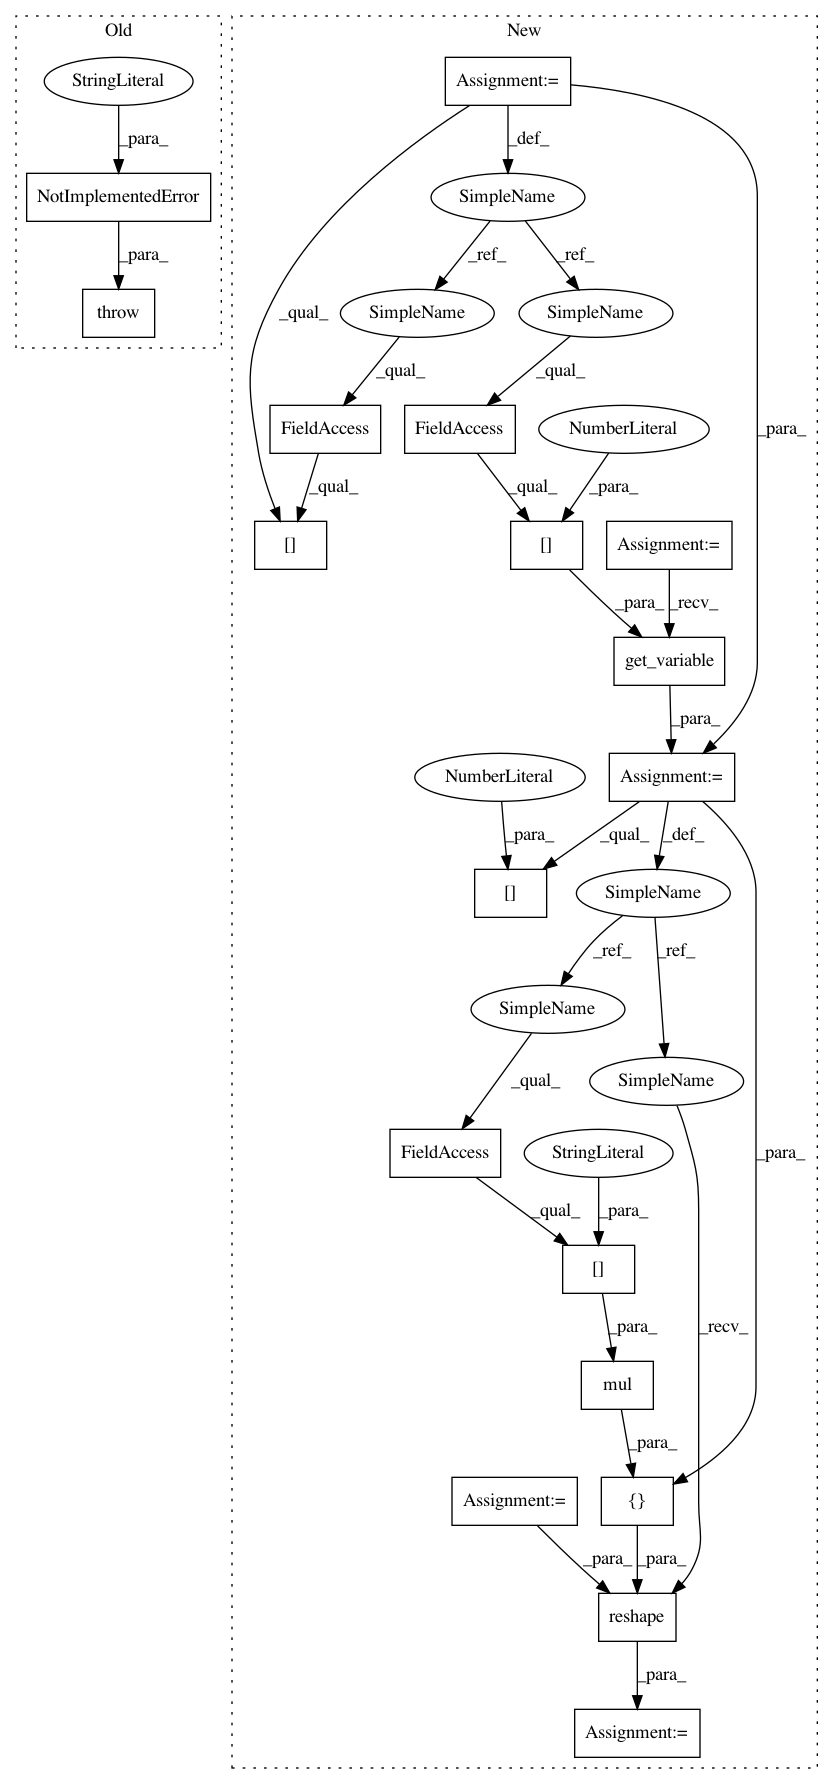 Old
New
StringLiteral
Assignment:=
_para_
_def_
NotImplementedError
SimpleName
_para_
_ref_
_ref_
throw
_qual_
SimpleName
SimpleName
_qual_
_qual_
FieldAccess
FieldAccess
NumberLiteral
_para_
_qual_
_qual_
_para_
[]
[]
Assignment:=
_para_
_recv_
get_variable
_para_
NumberLiteral
Assignment:=
_para_
_qual_
_def_
[]
SimpleName
_ref_
_ref_
SimpleName
SimpleName
_qual_
FieldAccess
StringLiteral
_para_
_qual_
_para_
[]
_para_
_recv_
mul
_para_
Assignment:=
{}
_para_
_para_
reshape
_para_
Assignment:=